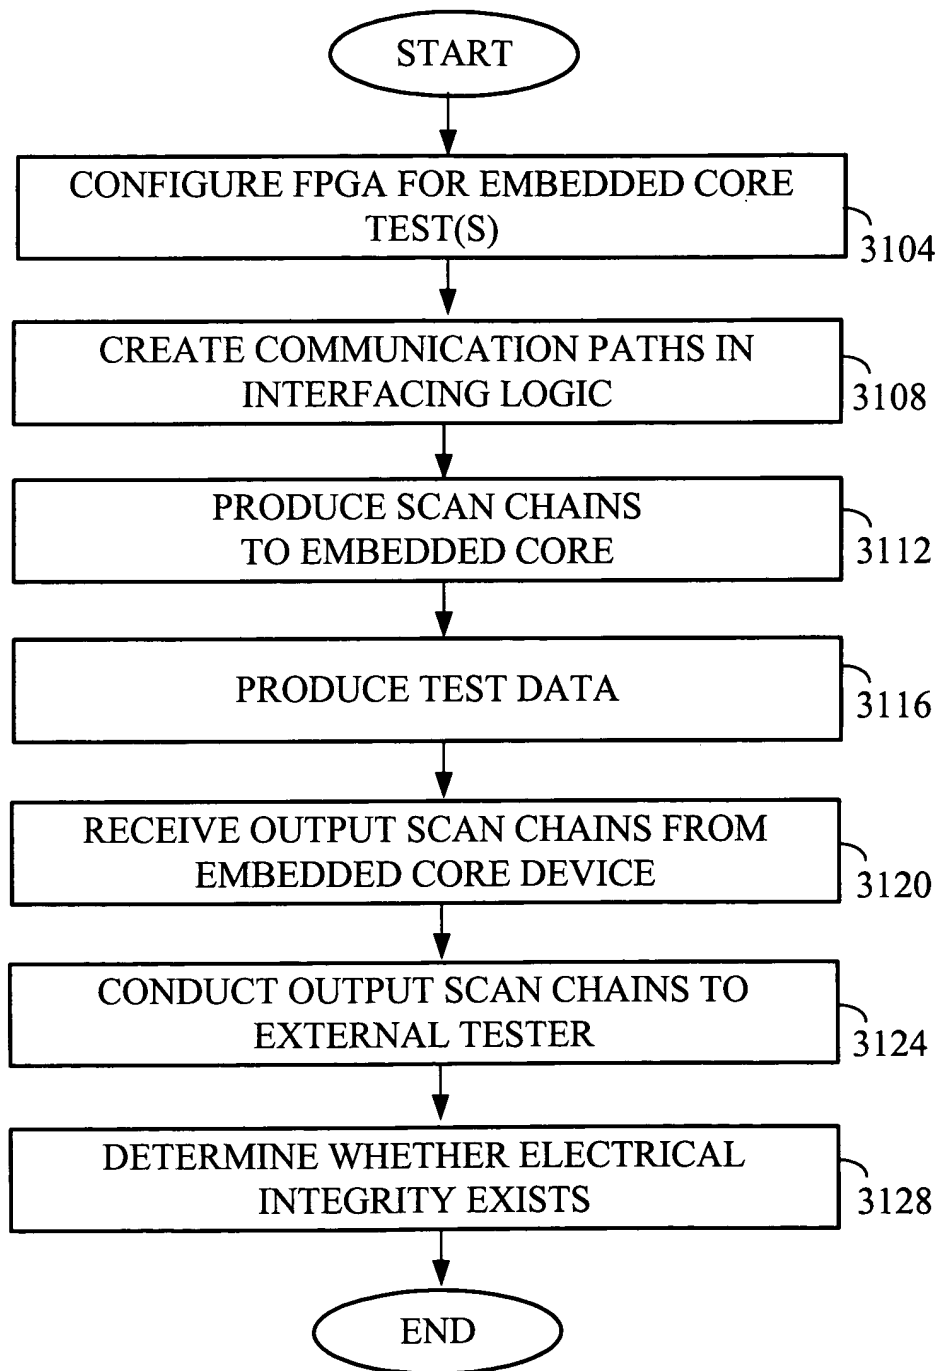 START
CONFIGURE FPGA FOR EMBEDDED CORE
TEST(S)
3104
CREATE COMMUNICATION PATHS IN
INTERFACING LOGIC
3108
PRODUCE SCAN CHAINS
TO EMBEDDED CORE
3112
PRODUCE TEST DATA
3116
RECEIVE OUTPUT SCAN CHAINS FROM
EMBEDDED CORE DEVICE
3120
CONDUCT OUTPUT SCAN CHAINS TO
EXTERNAL TESTER
3124
DETERMINE WHETHER ELECTRICAL
INTEGRITY EXISTS
3128
END